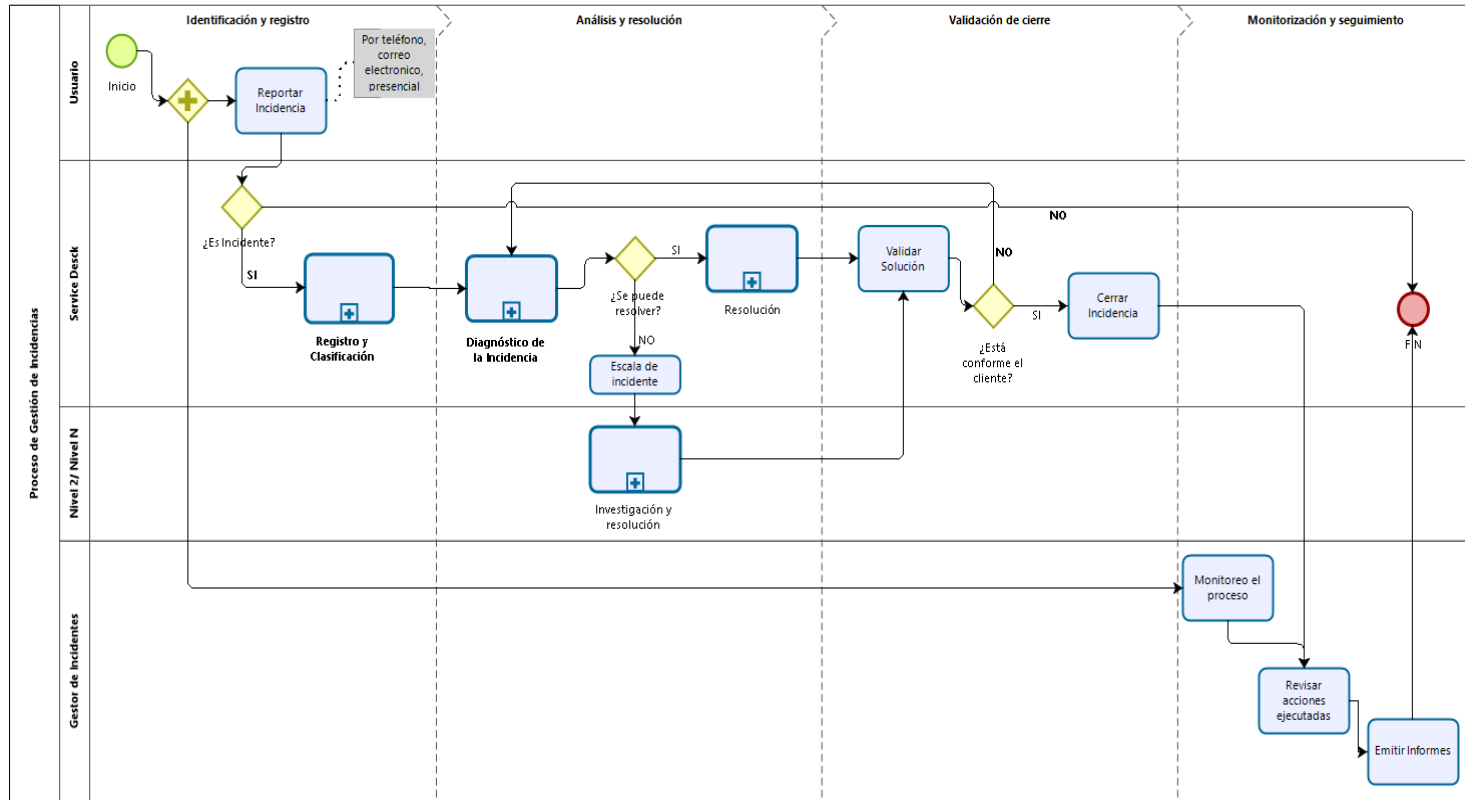 Identificación y registro
Análisis y resolución
Validación de cierre
Monitorización y seguimiento
Proceso de Gestión de Incidencias
Usuario
Inicio
Reportar
Incidencia
Por teléfono,
correo
electronico,
presencial
Service Desck
¿Es Incidente?
SI
NO
Registro y
Clasificación
Diagnóstico de
la Incidencia
¿Se puede
resolver?
SI
NO
Resolución
Escala de
incidente
Validar
Solución
NO
¿Está
conforme el
cliente?
SI
Cerrar
Incidencia
FIN
Nivel 2/ Nivel N
Investigación y
resolución
Gestor de Incidentes
Monitoreo el
proceso
Revisar
acciones
ejecutadas
Emitir Informes